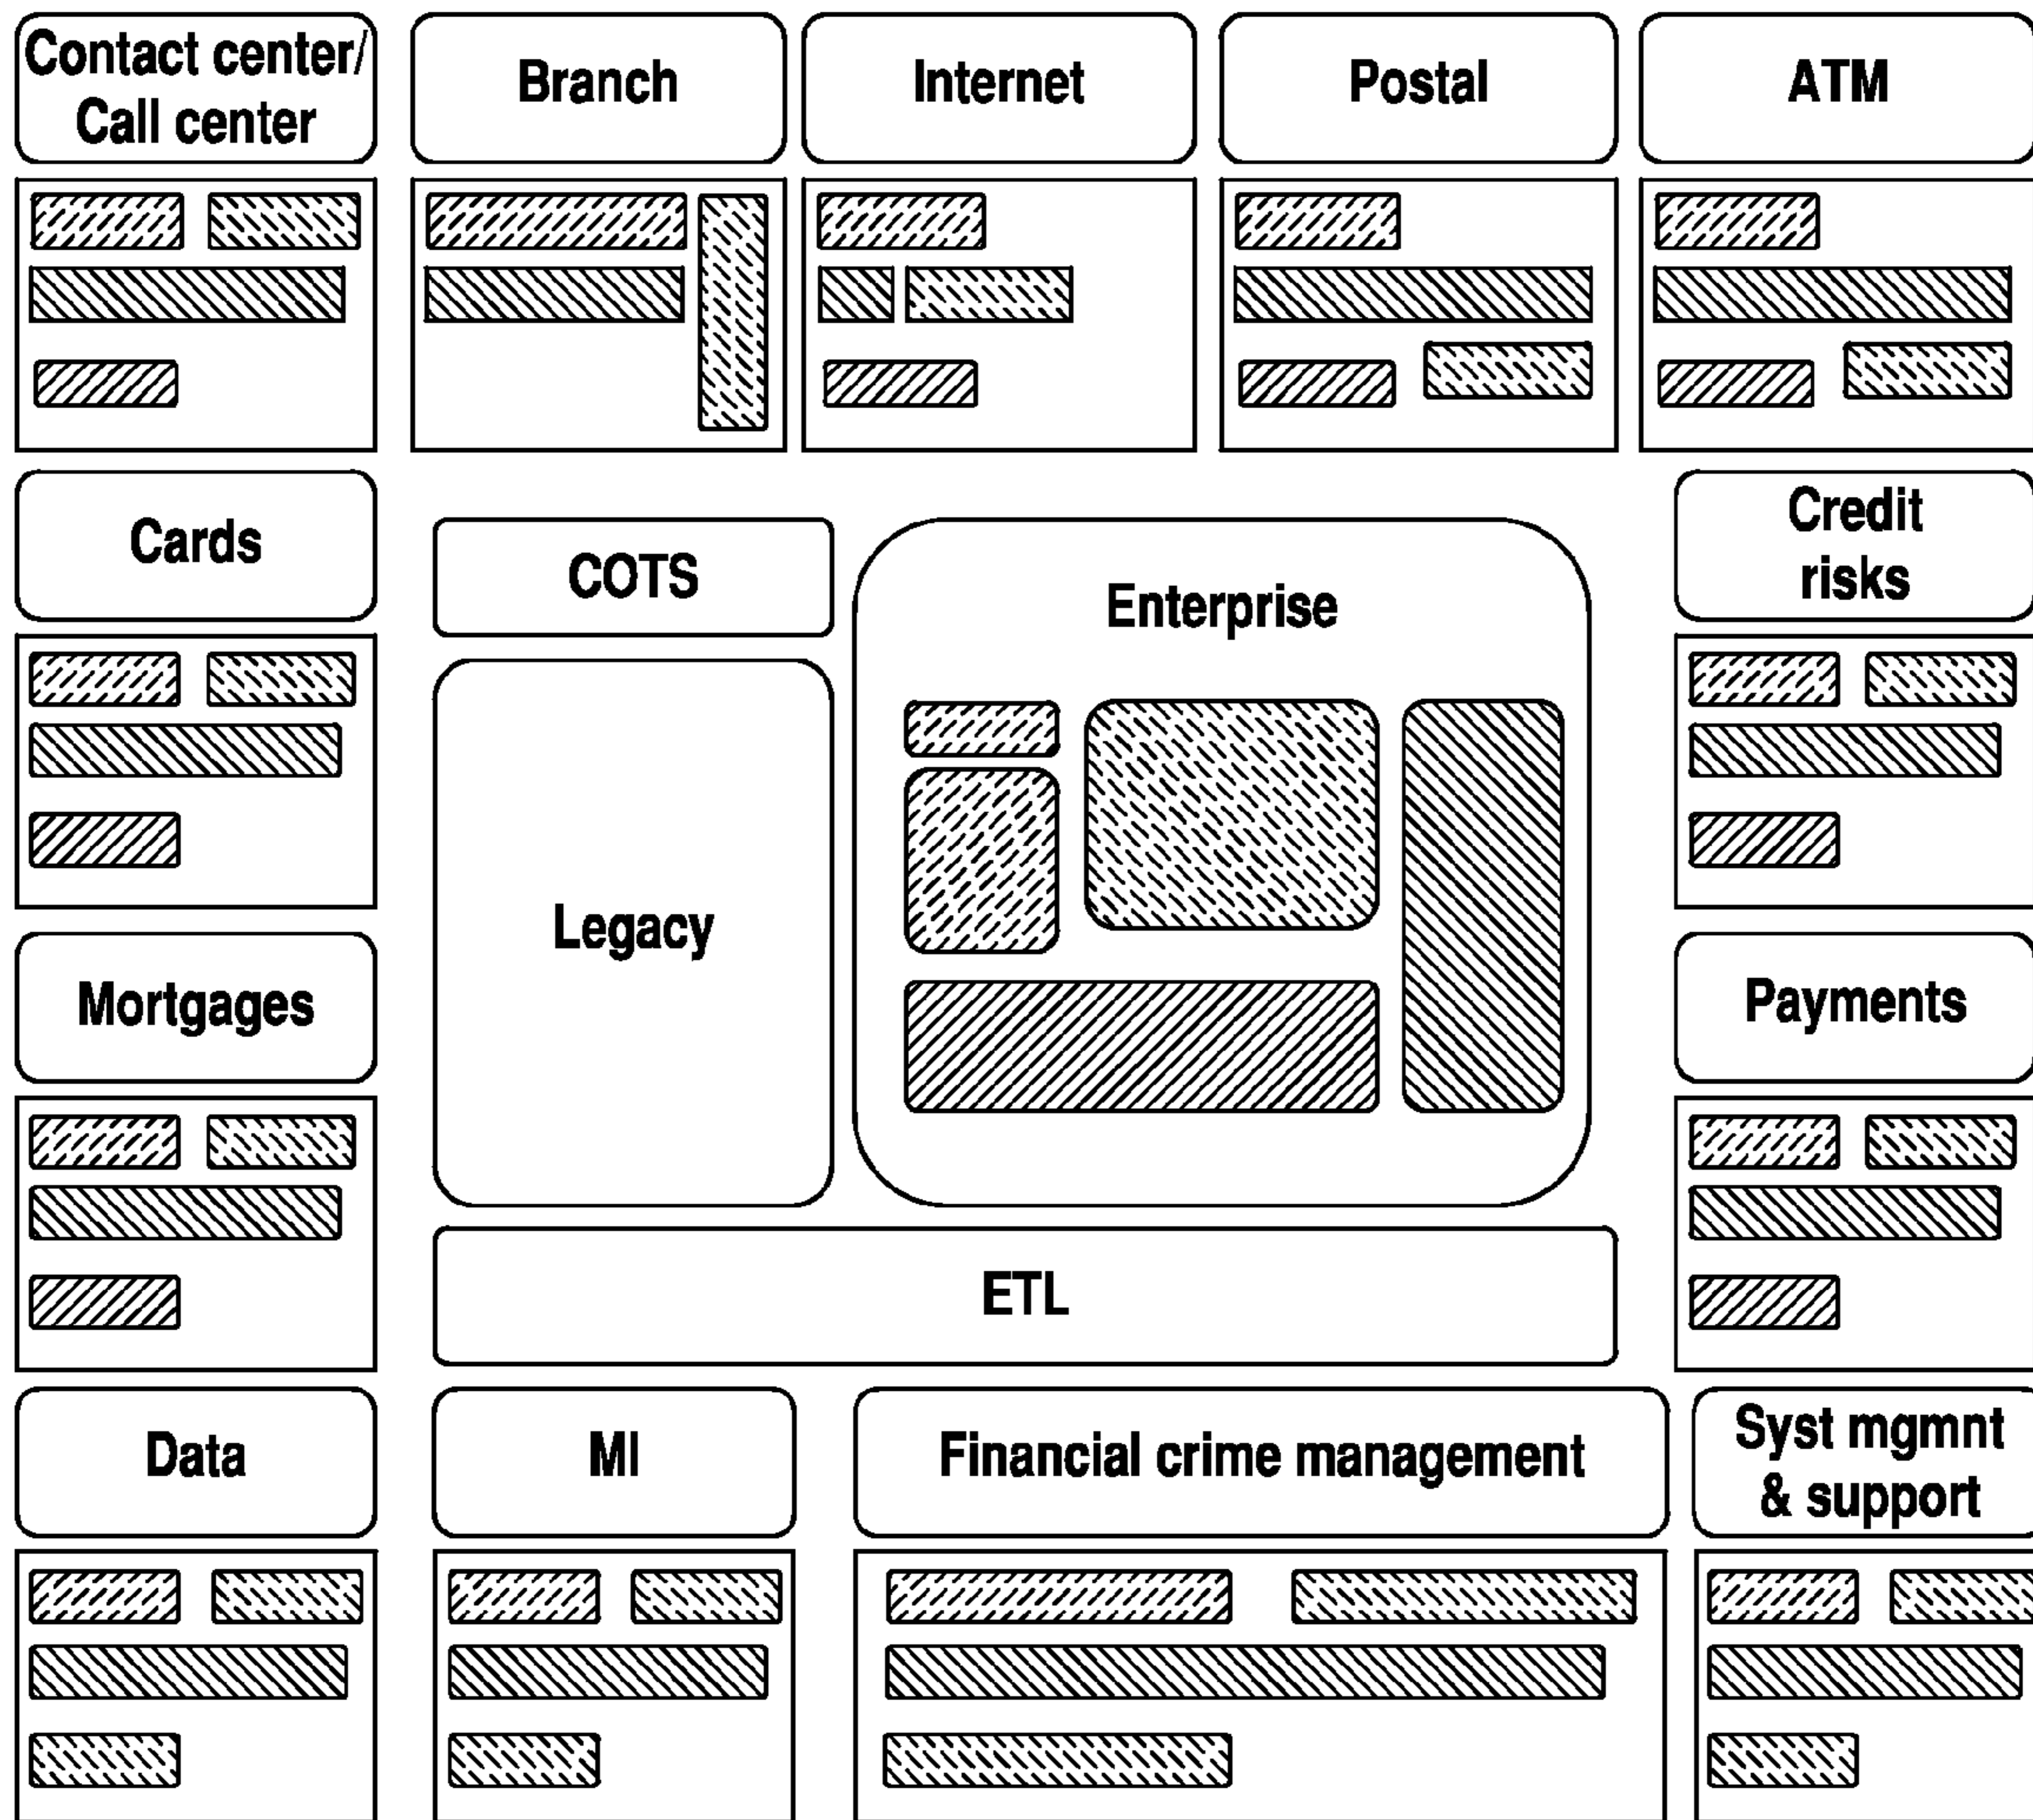 Contact center/
Call center
Branch
Internet
Postal
ATM
Cards
COTS
Enterprise
Credit
risks
Legacy
Mortgages
Payments
ETL
Data
MI
Financial crime management
Syst mgmnt
& support